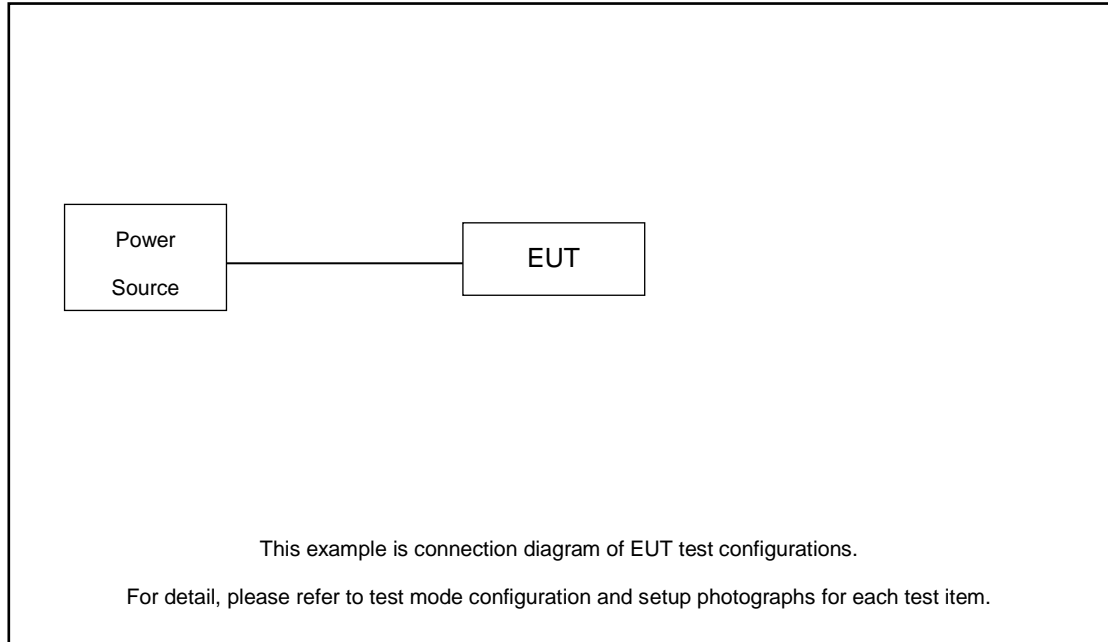 Power
Source
EUT
This example is connection diagram of EUT test configurations.
For detail, please refer to test mode configuration and setup photographs for each test item.